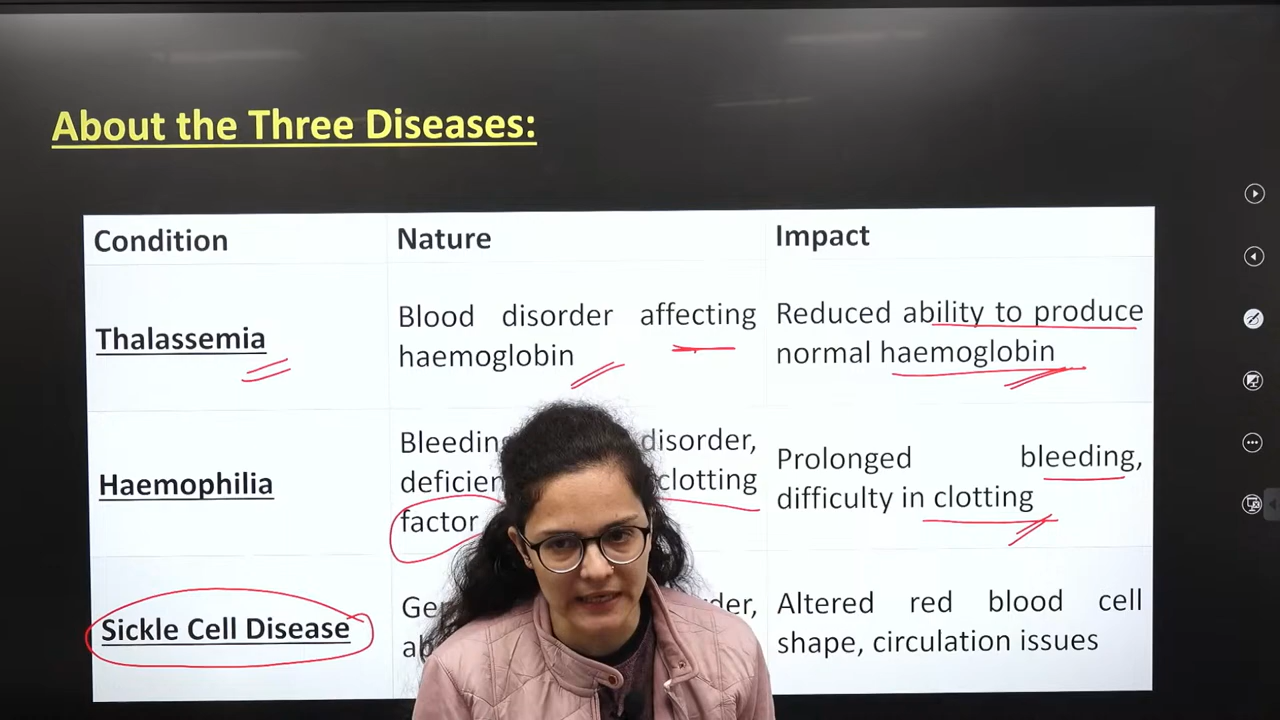 About the Three Diseases:
Condition Nature Impact
Thalassemia
Blood disorder affecting
haemoglobin
Reduced ability to produce
normal haemoglobin
Haemophilia
disorder,
clotting
factor
Prolonged bleeding,
difficulty in clotting
Sickle Cell Disease
Altered red blood cell
shape, circulation issues